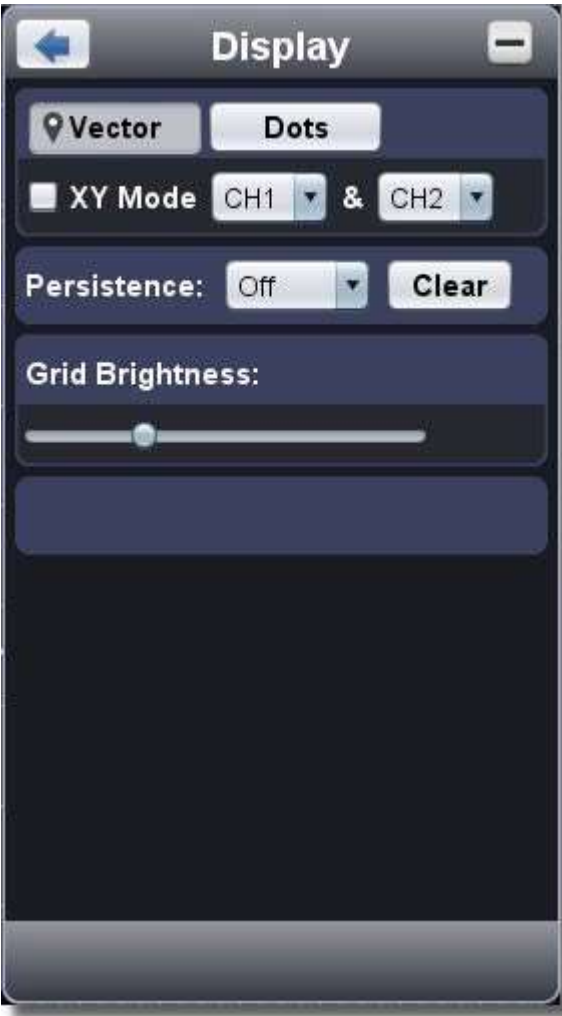 Display
Vector Dots
XY Mode CH1 & CH2
Persistence: Off Clear
Grid Brightness: